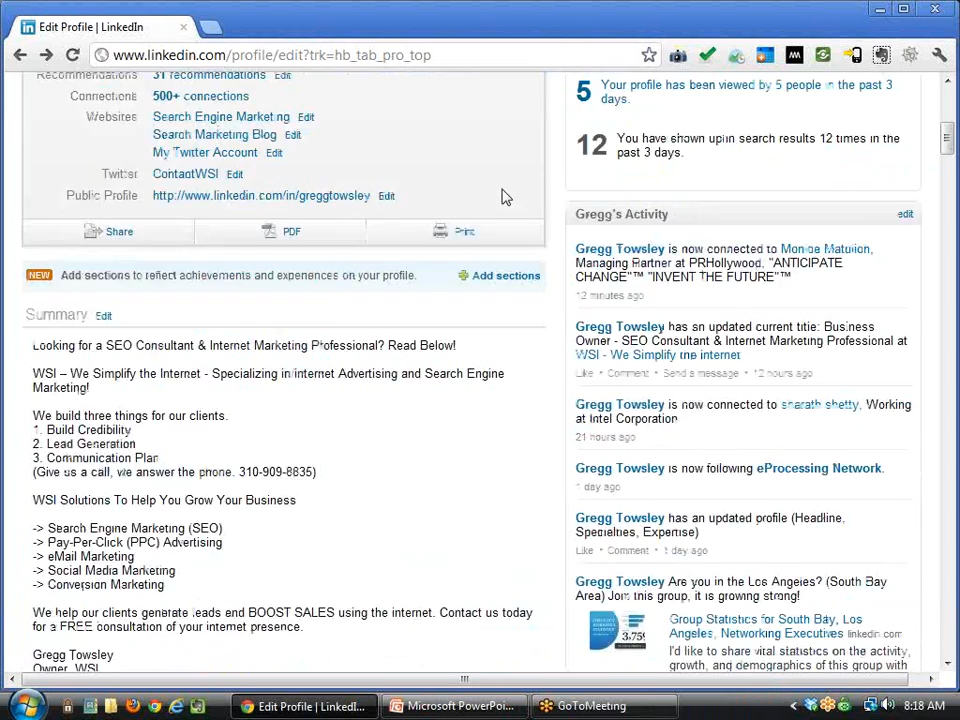 Edit Profile | LinkedIn
www.linkedin.com/profile/edit?trk=hb_tab_pro_top
Recommendations 31 recommendations Edit
Connections 500+ connections
Websites Search Engine Marketing Edit
Search Marketing Blog Edit
My Twitter Account Edit
Twitter ContactWSI Edit
Public Profile http://www.linkedin.com/in/greggtowsley Edit
Share PDF Print
NEW Add sections to reflect achievements and experiences on your profile. Add sections
Summary Edit
Looking for a SEO Consultant & Internet Marketing Professional? Read Below!
WSI – We Simplify the Internet - Specializing in Internet Advertising and Search Engine
Marketing!
We build three things for our clients.
1. Build Credibility
2. Lead Generation
3. Communication Plan
(Give us a call, we answer the phone. 310-909-8835)
WSI Solutions To Help You Grow Your Business
-> Search Engine Marketing (SEO)
-> Pay-Per-Click (PPC) Advertising
-> eMail Marketing
-> Social Media Marketing
-> Conversion Marketing
We help our clients generate leads and BOOST SALES using the internet. Contact us today
for a FREE consultation of your internet presence.
Gregg Towsley
Owner, WSI
5 Your profile has been viewed by 5 people in the past 3
days.
12 You have shown up in search results 12 times in the
past 3 days.
Gregg's Activity edit
Gregg Towsley is now connected to
Managing Partner at PRHollywood, "ANTICIPATE
CHANGE"™ "INVENT THE FUTURE"™
12 minutes ago
Gregg Towsley has an updated current title: Business
Owner - SEO Consultant & Internet Marketing Professional at
WSI - We Simplify the Internet
Like • Comment • Send a message • 12 hours ago
Gregg Towsley is now connected to sharath shetty, Working
at Intel Corporation
21 hours ago
Gregg Towsley is now following eProcessing Network.
1 day ago
Gregg Towsley has an updated profile (Headline,
Specialties, Expertise)
Like • Comment • 1 day ago
Gregg Towsley Are you in the Los Angeles? (South Bay
Area) Join this group, it is growing strong!
3,759
Group Statistics for South Bay, Los
Angeles, Networking Executives linkedin.com
I'd like to share vital statistics on the activity,
growth, and demographics of this group with
Edit Profile | LinkedI...
Microsoft PowerPo...
GoToMeeting
8:18 AM